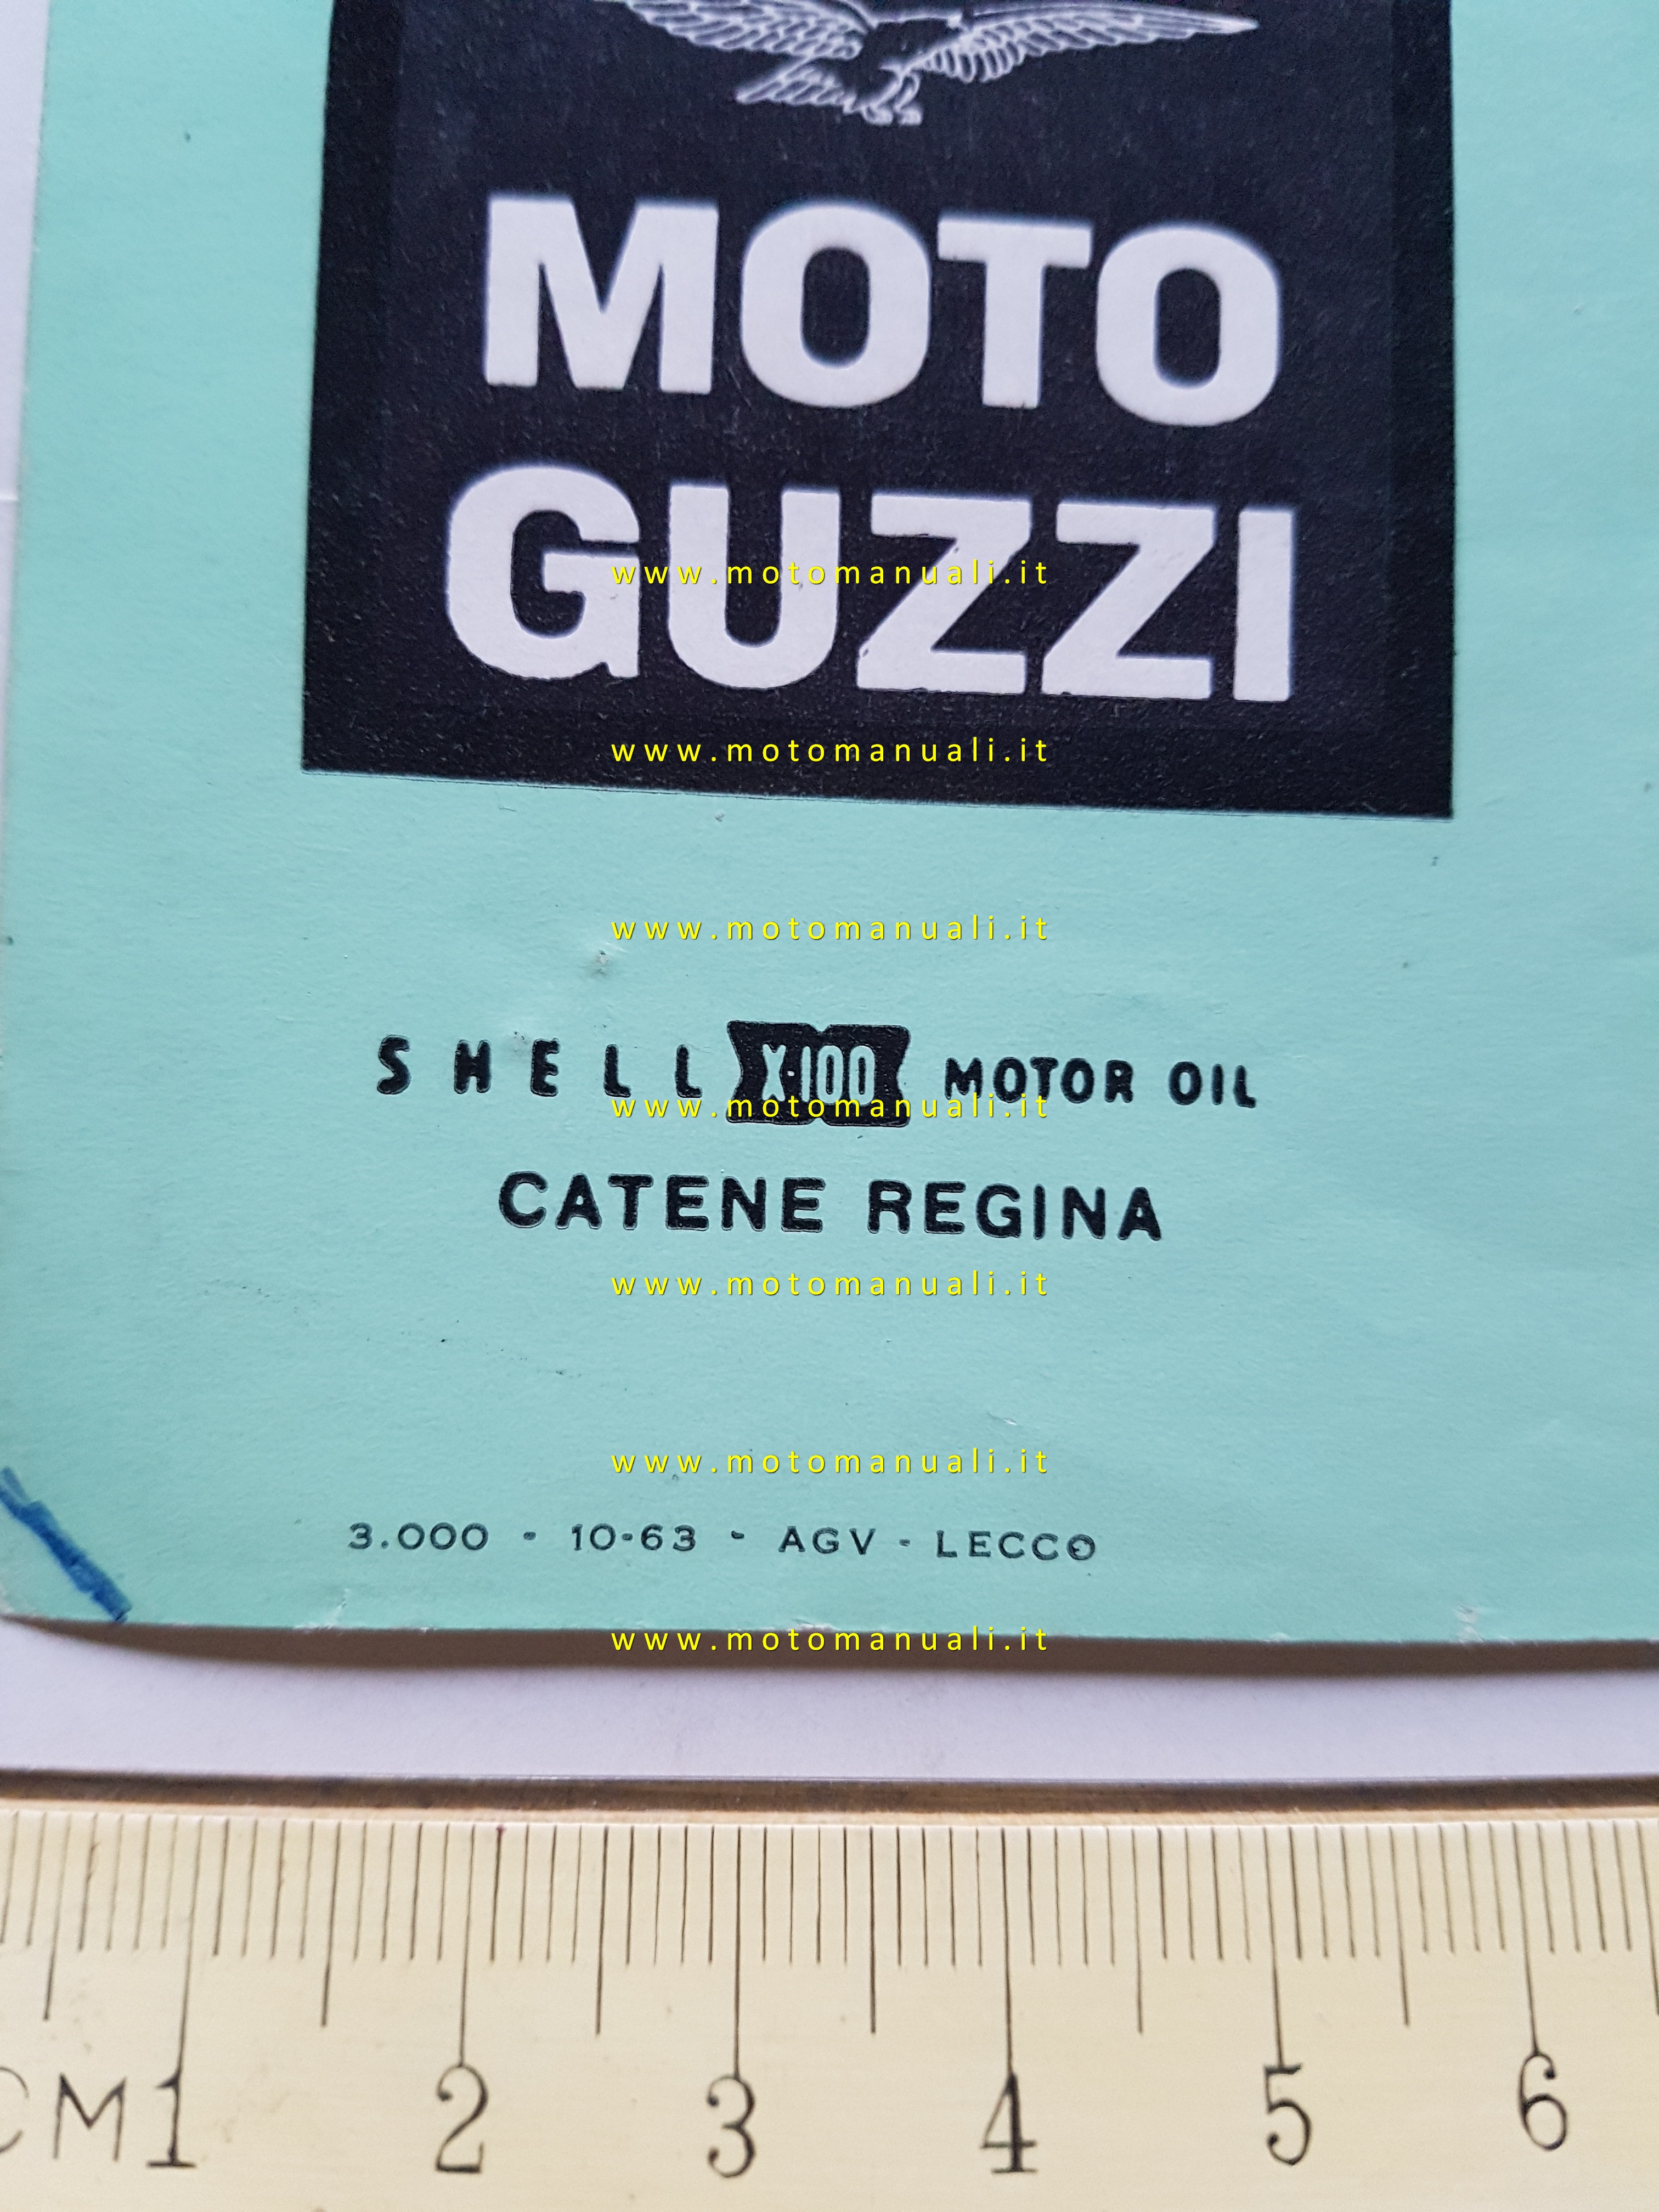 MOTO
GUZZI
www.motomanuali.it
www.motomanuali.it
www.motomanuali.it
SHELL X-100 MOTOR OIL
www.motomanuali.it
CATENE REGINA
www.motomanuali.it
www.motomanuali.it
3.000 - 10-63 - AGV - LECCO
www.motomanuali.it
CM 1 2 3 4 5 6